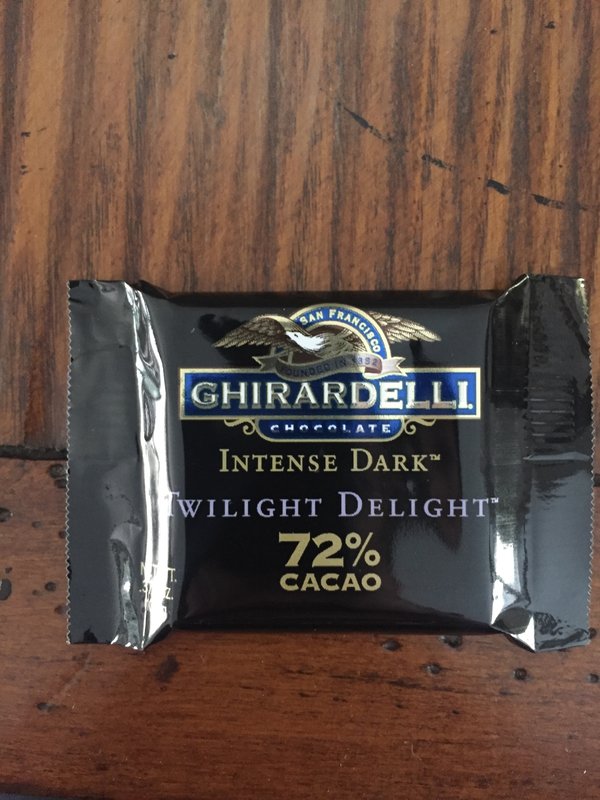 SAN FRANCISCO
FOUNDED IN 1852
GHIRARDELLI
CHOCOLATE
INTENSE DARK™
TWILIGHT DELIGHT™
72%
CACAO